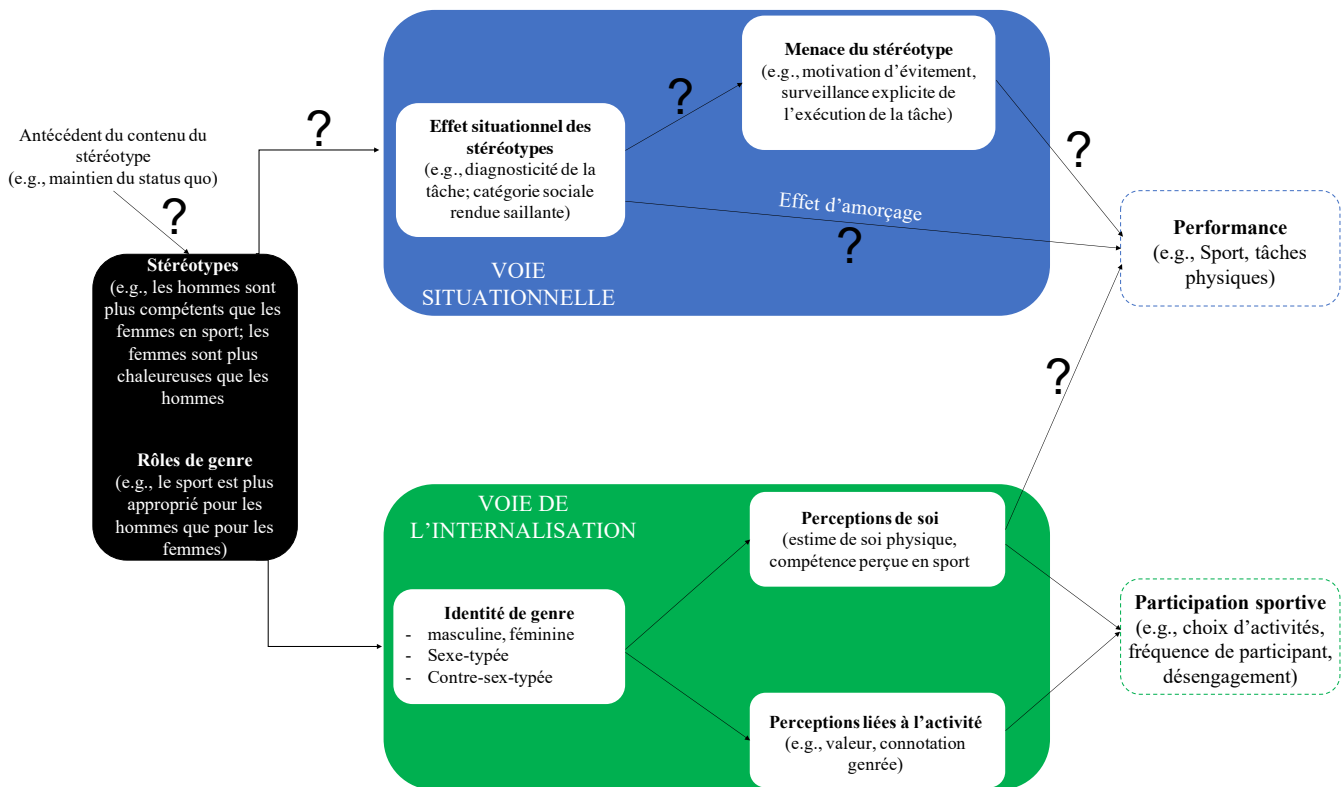 Antécédent du contenu du
stéréotype
(e.g., maintien du status quo)
?
Stéréotypes
(e.g., les hommes sont
plus compétents que les
femmes en sport; les
femmes sont plus
chaleureuses que les
hommes
Rôles de genre
(e.g., le sport est plus
approprié pour les
hommes que pour les
femmes)
?
Effet situationnel des
stéréotypes
(e.g., diagnosticité de la
tâche; catégorie sociale
rendue saillante)
VOIE
SITUATIONNELLE
?
Menace du stéréotype
(e.g., motivation d’évitement,
surveillance explicite de
l’exécution de la tâche)
Effet d’amorçage
?
?
Performance
(e.g., Sport, tâches
physiques)
?
VOIE DE
L’INTERNALISATION
Identité de genre
- masculine, féminine
- Sexe-typée
- Contre-sex-typée
Perceptions de soi
(estime de soi physique,
compétence perçue en sport
Perceptions liées à l’activité
(e.g., valeur, connotation
genrée)
Participation sportive
(e.g., choix d’activités,
fréquence de participant,
désengagement)